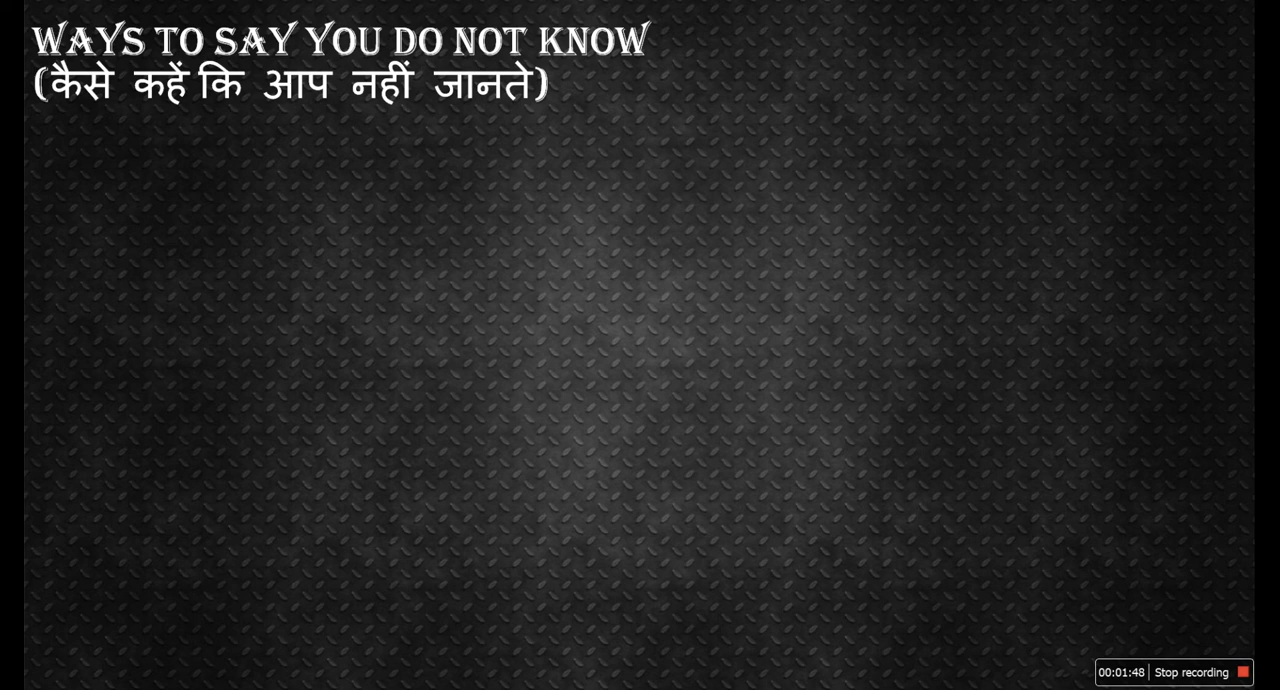 WAYS TO SAY YOU DO NOT KNOW
(कैसे कहें कि आप नहीं जानते)
00:01:48 Stop recording